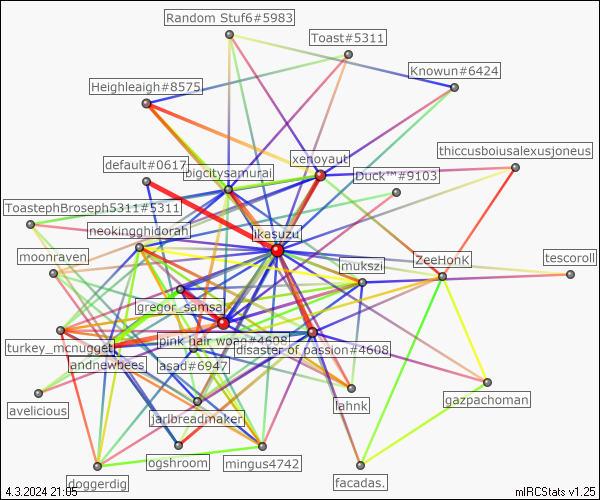 Random Stuf6#5983
Toast#5311
Knowun#6424
Heighleaigh#8575
thiccusboiusalexusjoneus
xenoyaut
default#0617
bigcitysamurai
Duck™#9103
ToastephBroseph5311#5311
neokingghidorah
ikasuzu
moonraven
mukszi
ZeeHonK
tescoroll
gregor_samsa
pink hair woag#4608
disaster of passion#4608
turkey_mcnugget
andnewbees
asad#6947
avelicious
jarlbreadmaker
lahnk
gazpachoman
ogshroom
mingus4742
doggerdig
facadas.
4.3.2024 21:05
mIRCStats v1.25